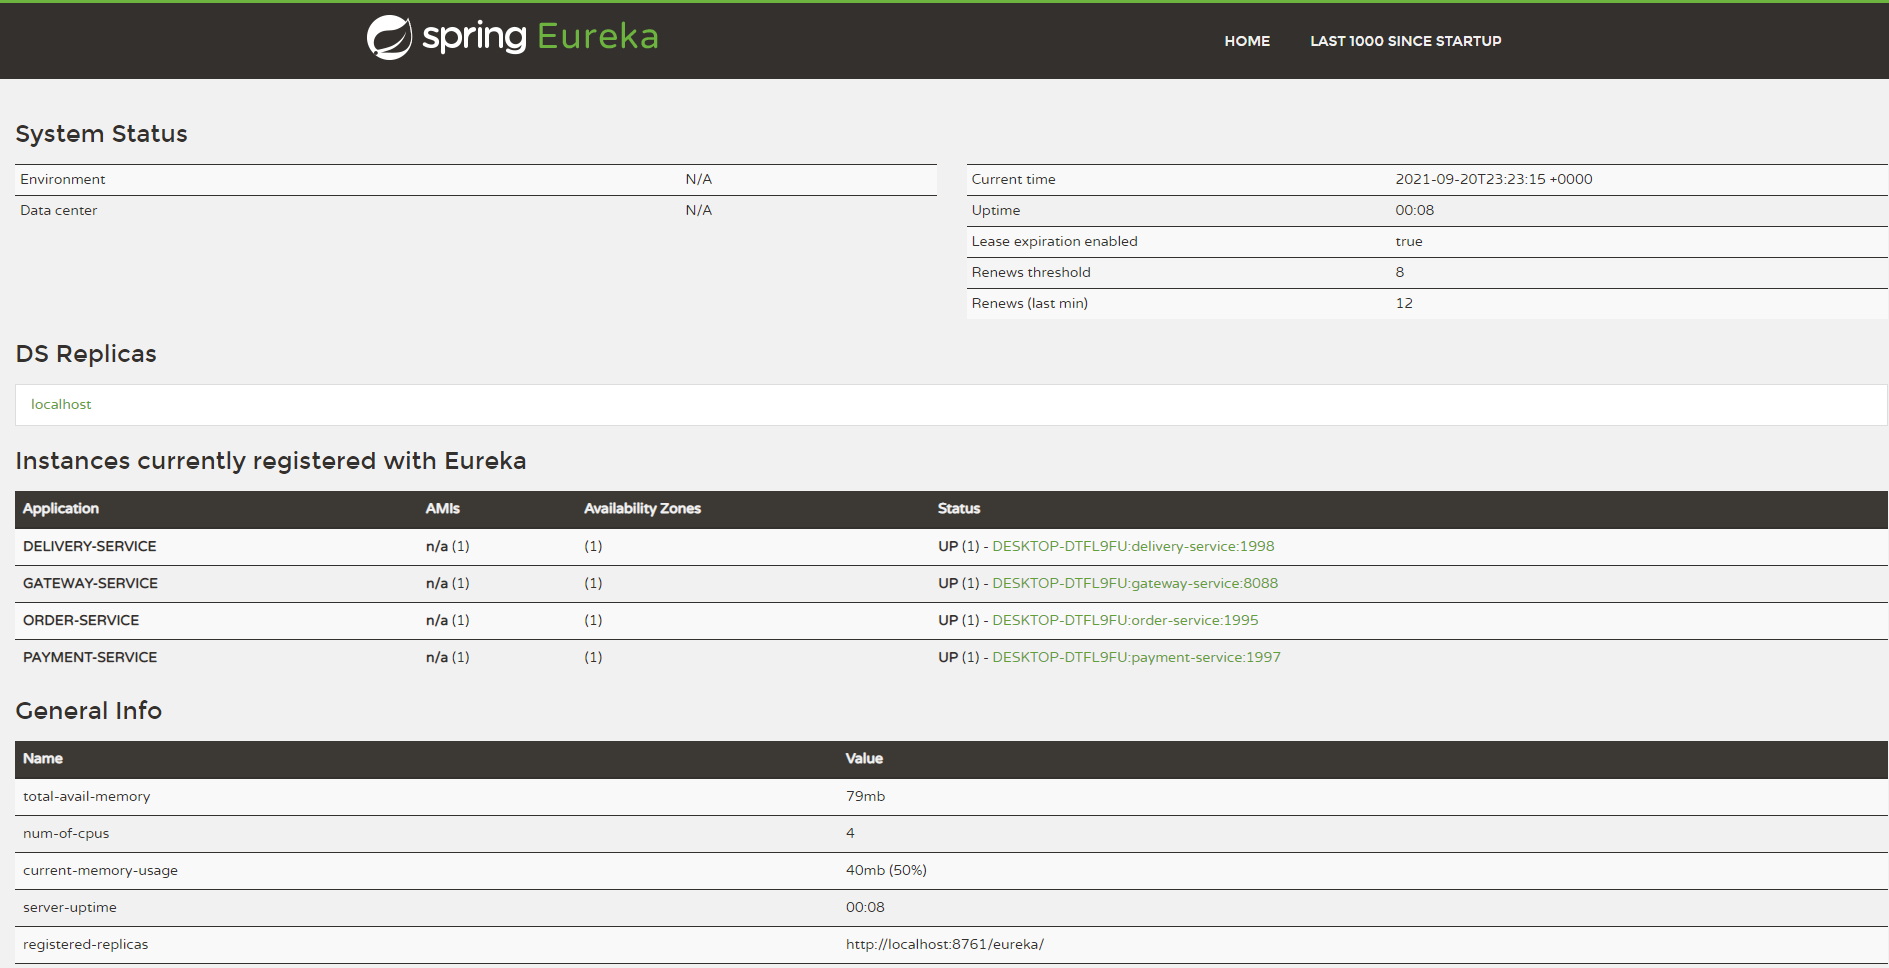 spring Eureka
HOME LAST 1000 SINCE STARTUP
System Status
Environment N/A
Data center N/A
Current time 2021-09-20T23:23:15 +0000
Uptime 00:08
Lease expiration enabled true
Renews threshold 8
Renews (last min) 12
DS Replicas
localhost
Instances currently registered with Eureka
Application AMIs Availability Zones Status
DELIVERY-SERVICE n/a (1) (1) UP (1) - DESKTOP-DTFL9FU:delivery-service:1998
GATEWAY-SERVICE n/a (1) (1) UP (1) - DESKTOP-DTFL9FU:gateway-service:8088
ORDER-SERVICE n/a (1) (1) UP (1) - DESKTOP-DTFL9FU:order-service:1995
PAYMENT-SERVICE n/a (1) (1) UP (1) - DESKTOP-DTFL9FU:payment-service:1997
General Info
Name Value
total-avail-memory 79mb
num-of-cpus 4
current-memory-usage 40mb (50%)
server-uptime 00:08
registered-replicas http://localhost:8761/eureka/